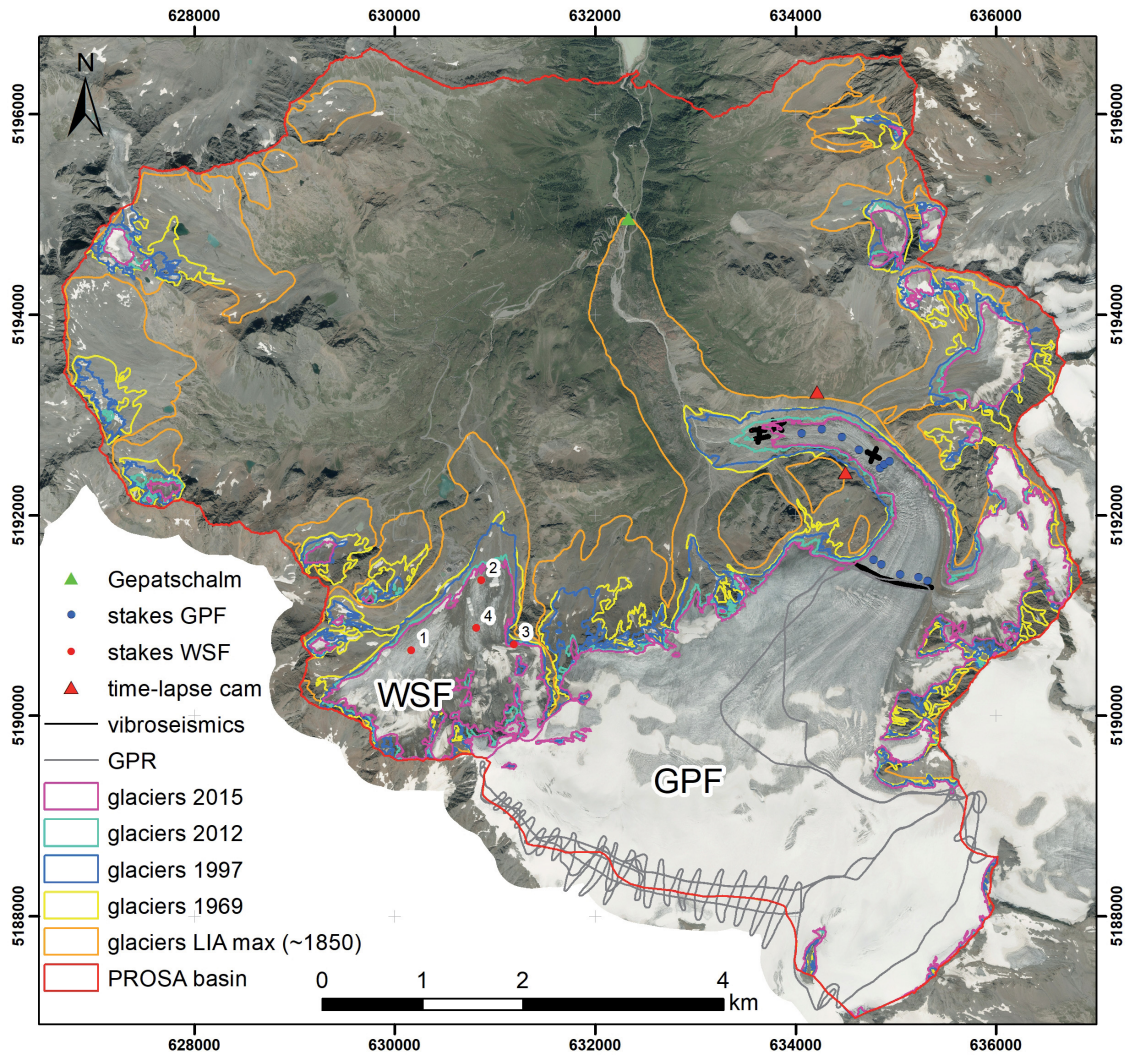 628000 630000 632000 634000 636000
N
5196000 5196000
5194000 5194000
5192000 5192000
5190000 5190000
5188000 5188000
2
4
1
3
WSF
GPF
Gepatschalm
stakes GPF
stakes WSF
time-lapse cam
vibroseismics
GPR
glaciers 2015
glaciers 2012
glaciers 1997
glaciers 1969
glaciers LIA max (~1850)
PROSA basin
0 1 2 4
km
628000 630000 632000 634000 636000